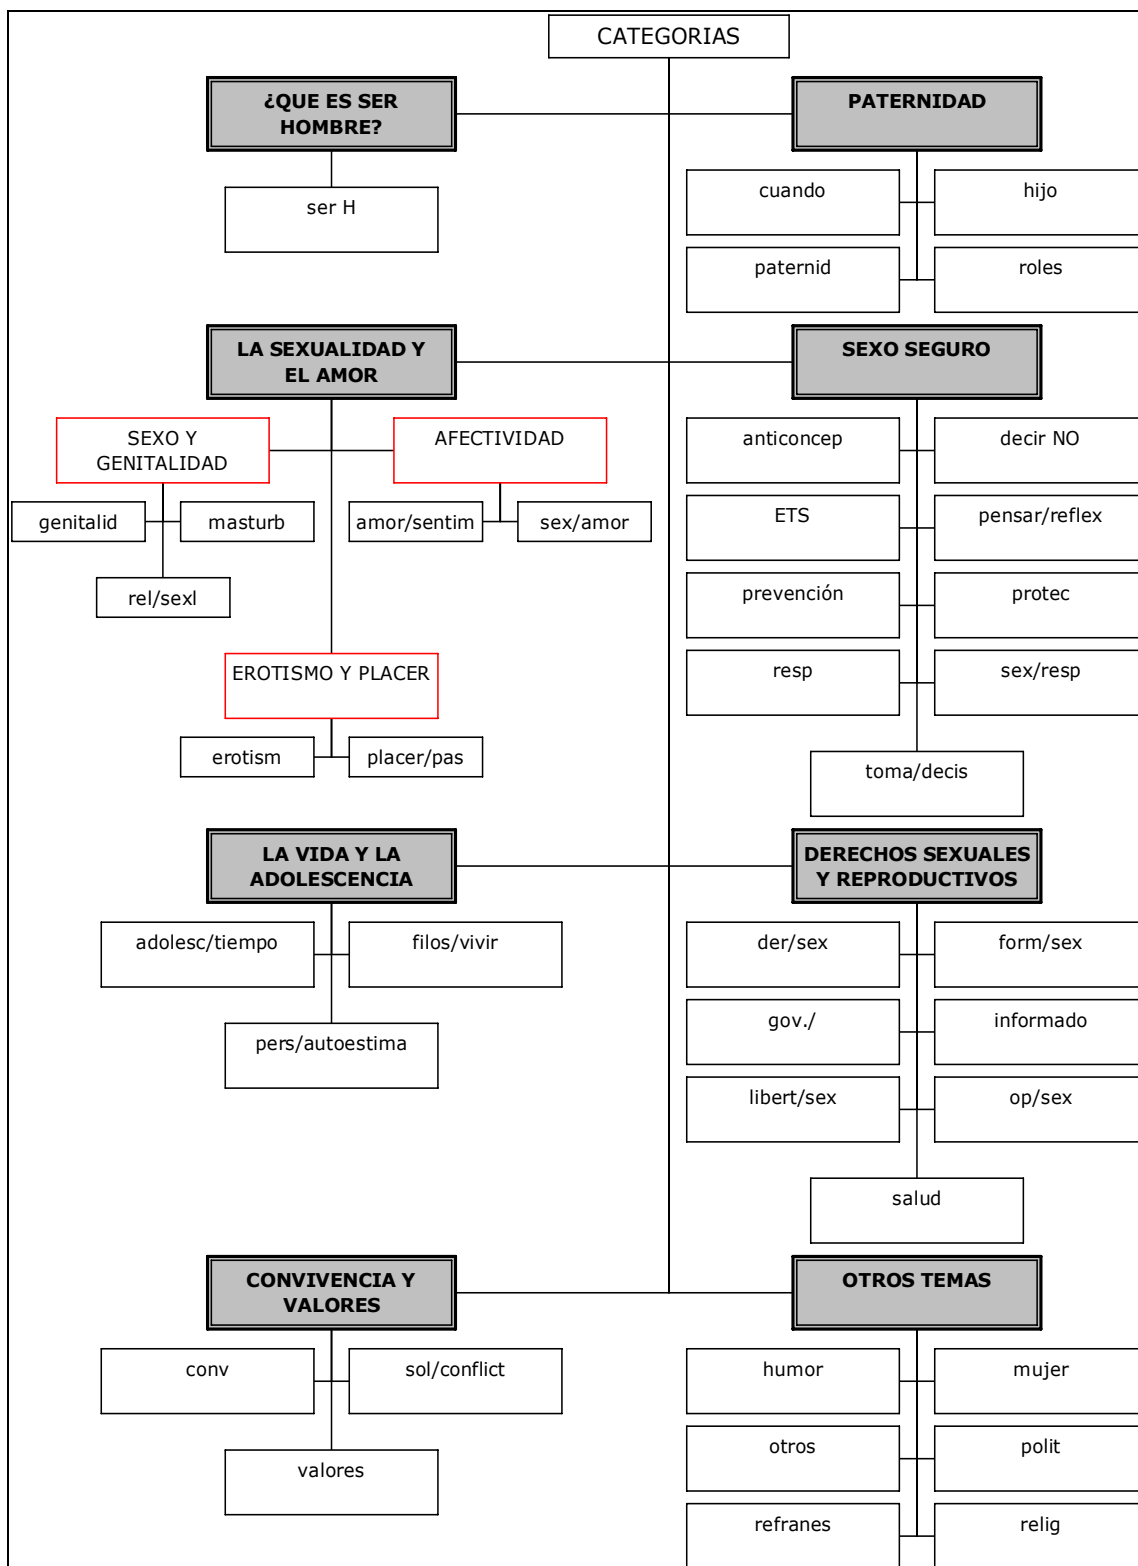 CATEGORIAS
¿QUE ES SER
HOMBRE?
PATERNIDAD
ser H
cuando
hijo
paternid
roles
LA SEXUALIDAD Y
EL AMOR
SEXO SEGURO
SEXO Y
GENITALIDAD
AFECTIVIDAD
genitalid
masturb
amor/sentim
sex/amor
rel/sexl
EROTISMO Y PLACER
erotism
placer/pas
anticoncep
decir NO
ETS
pensar/reflex
prevención
protec
resp
sex/resp
toma/decis
LA VIDA Y LA
ADOLESCENCIA
DERECHOS SEXUALES
Y REPRODUCTIVOS
adolesc/tiempo
filos/vivir
pers/autoestima
der/sex
form/sex
gov./
informado
libert/sex
op/sex
salud
CONVIVENCIA Y
VALORES
OTROS TEMAS
conv
sol/conflict
valores
humor
mujer
otros
polit
refranes
relig